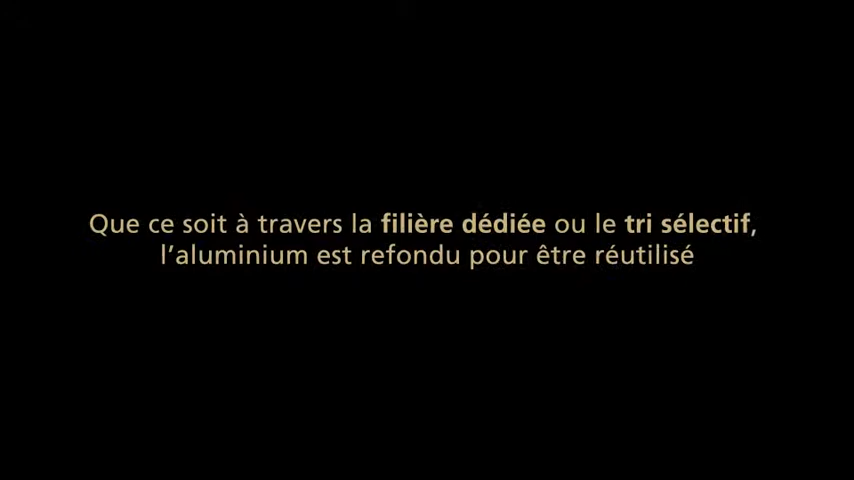 Que ce soit à travers la filière dédiée ou le tri sélectif,
l’aluminium est refondu pour être réutilisé